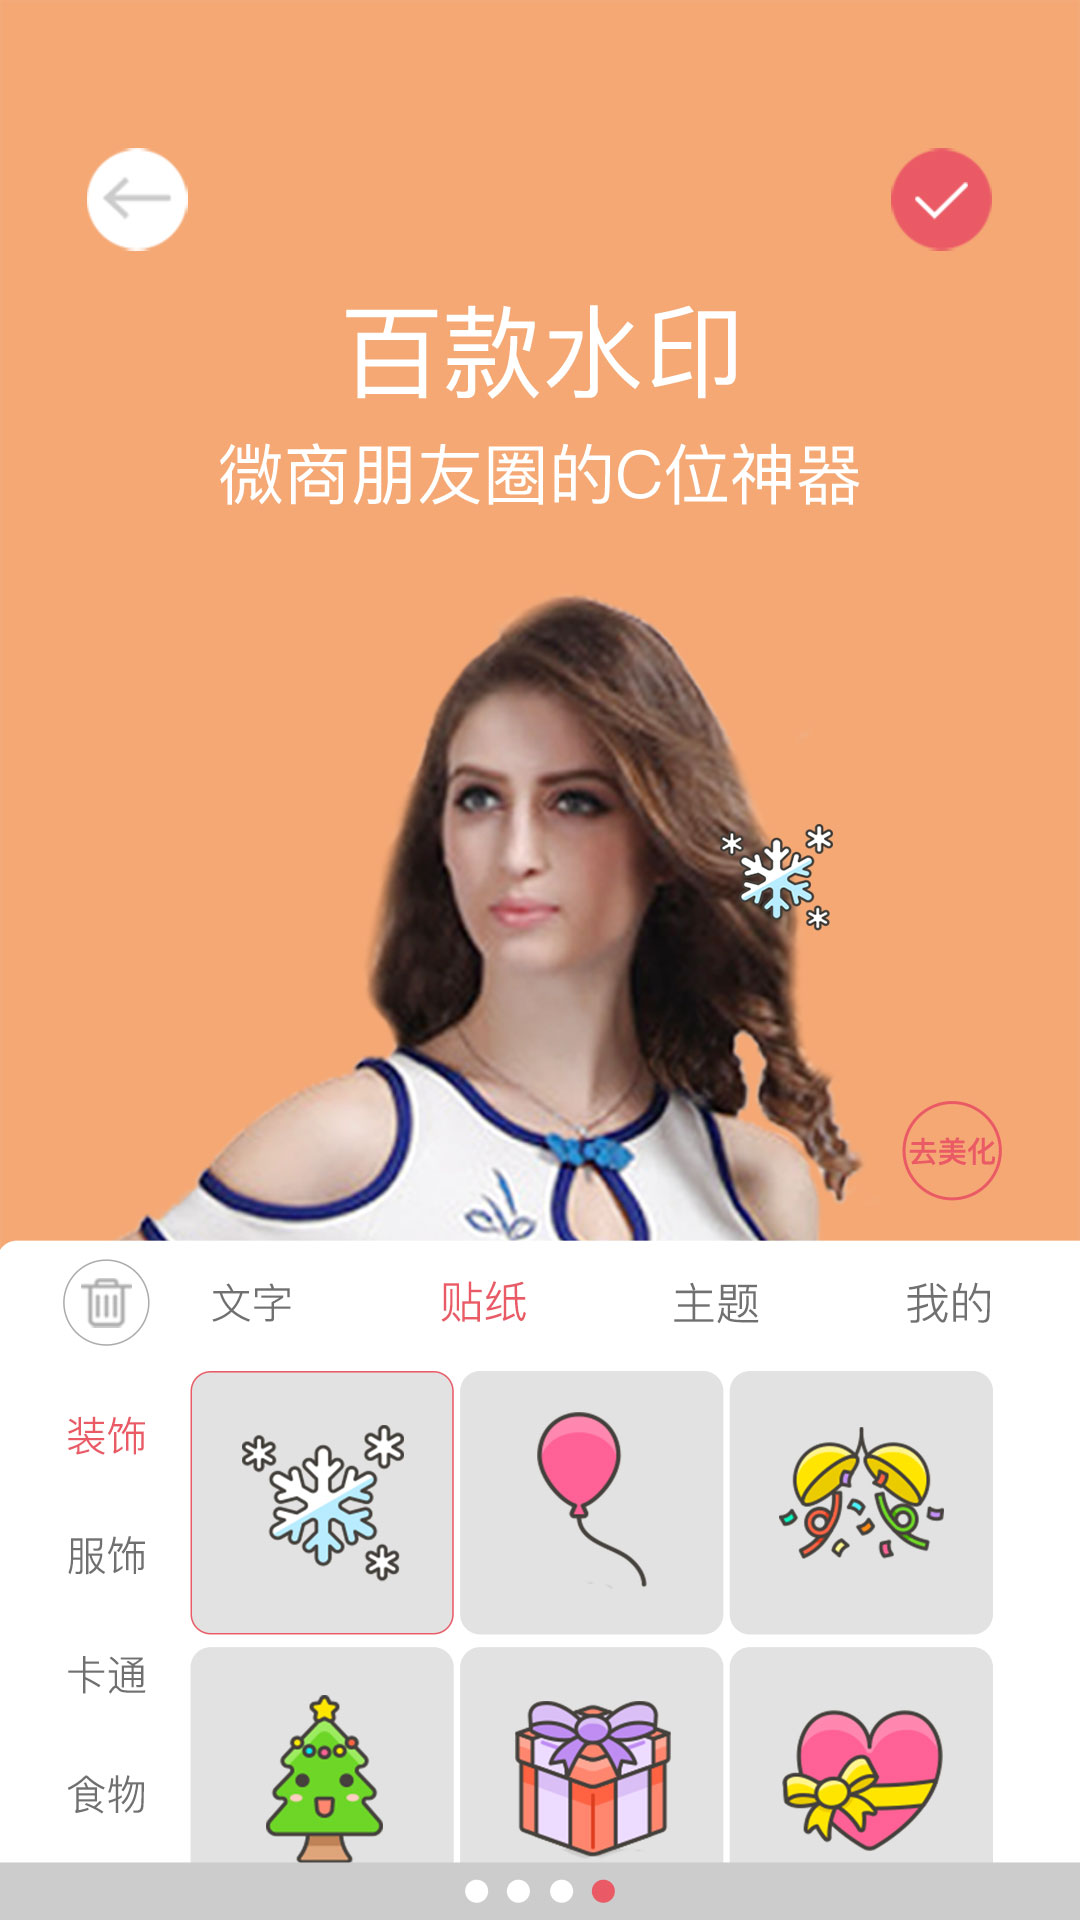 百款水印
微商朋友圈的C位神器
去美化
文字 贴纸 主题 我的
装饰
服饰
卡通
食物